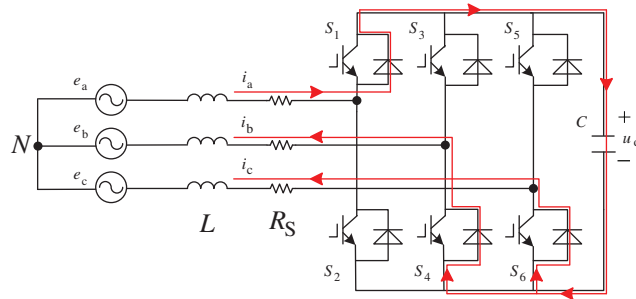 S1 S3 S5
ea ia
eb ib C + uc −
N
ec ic
L RS
S2 S4 S6